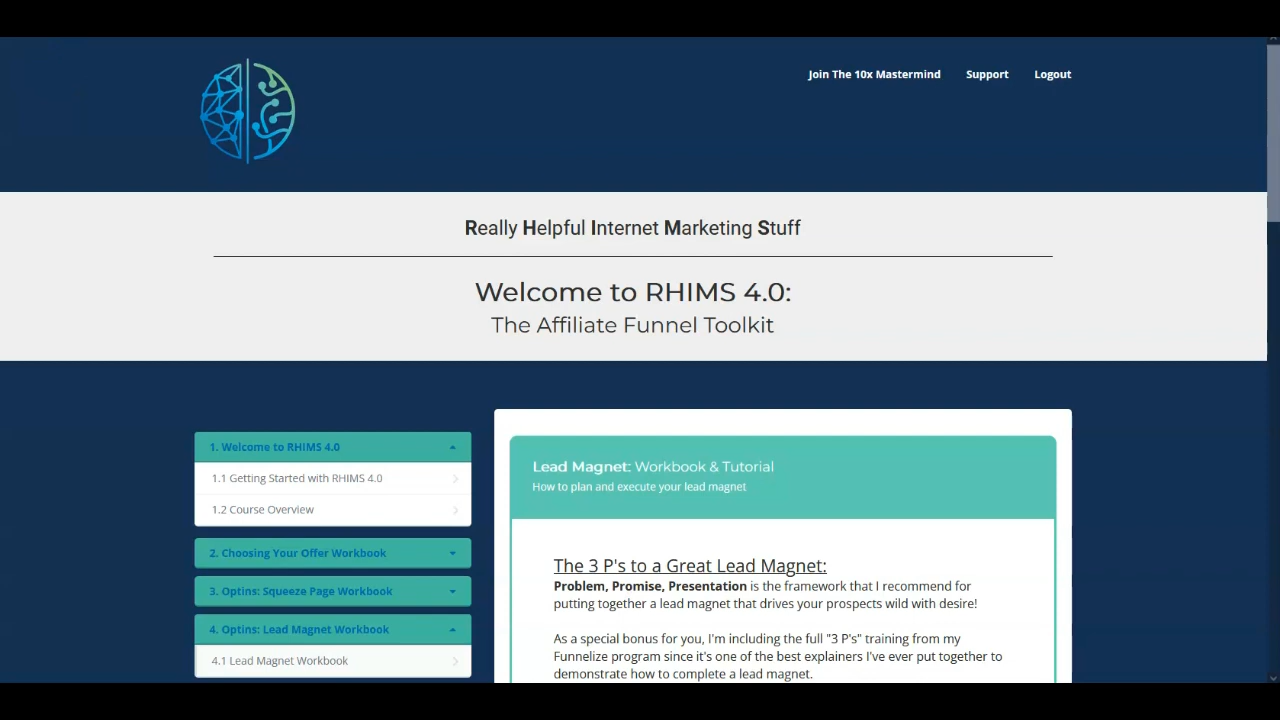 Join The 10x Mastermind
Support
Logout
Really Helpful Internet Marketing Stuff
Welcome to RHIMS 4.0:
The Affiliate Funnel Toolkit
1. Welcome to RHIMS 4.0
1.1 Getting Started with RHIMS 4.0
1.2 Course Overview
2. Choosing Your Offer Workbook
3. Optins: Squeeze Page Workbook
4. Optins: Lead Magnet Workbook
4.1 Lead Magnet Workbook
Lead Magnet: Workbook & Tutorial
How to plan and execute your lead magnet
The 3 P's to a Great Lead Magnet:
Problem, Promise, Presentation is the framework that I recommend for
putting together a lead magnet that drives your prospects wild with desire!
As a special bonus for you, I'm including the full "3 P's" training from my
Funnelize program since it's one of the best explainers I've ever put together to
demonstrate how to complete a lead magnet.